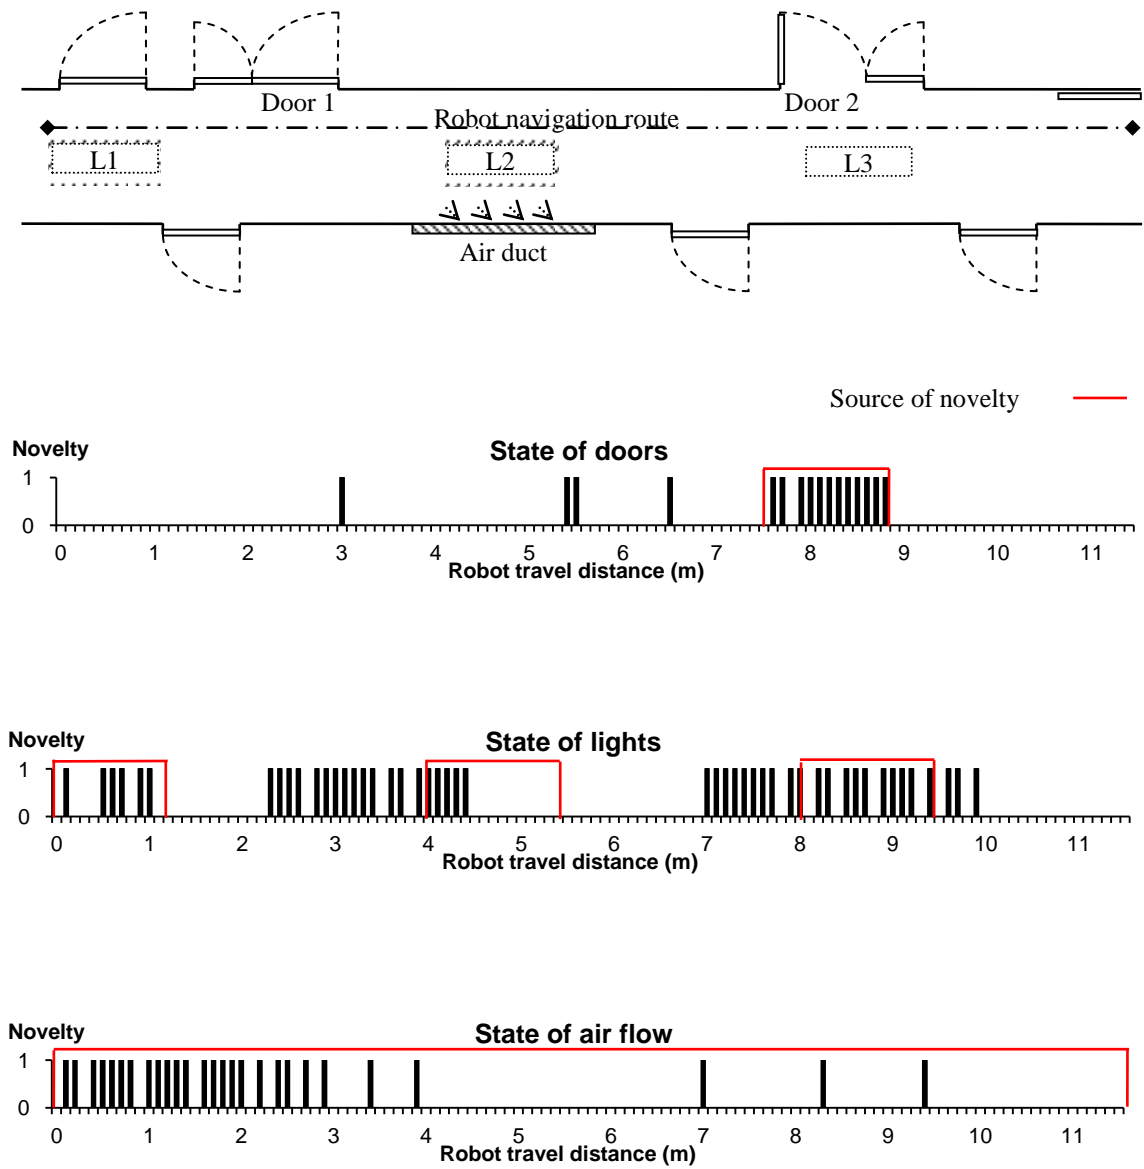 Door 1
Door 2
Robot navigation route
L1
L2
L3
Air duct
Source of novelty
Novelty
State of doors
1
0
0 1 2 3 4 5 6 7 8 9 10 11
Robot travel distance (m)
Novelty
State of lights
1
0
0 1 2 3 4 5 6 7 8 9 10 11
Robot travel distance (m)
Novelty
State of air flow
1
0
0 1 2 3 4 5 6 7 8 9 10 11
Robot travel distance (m)